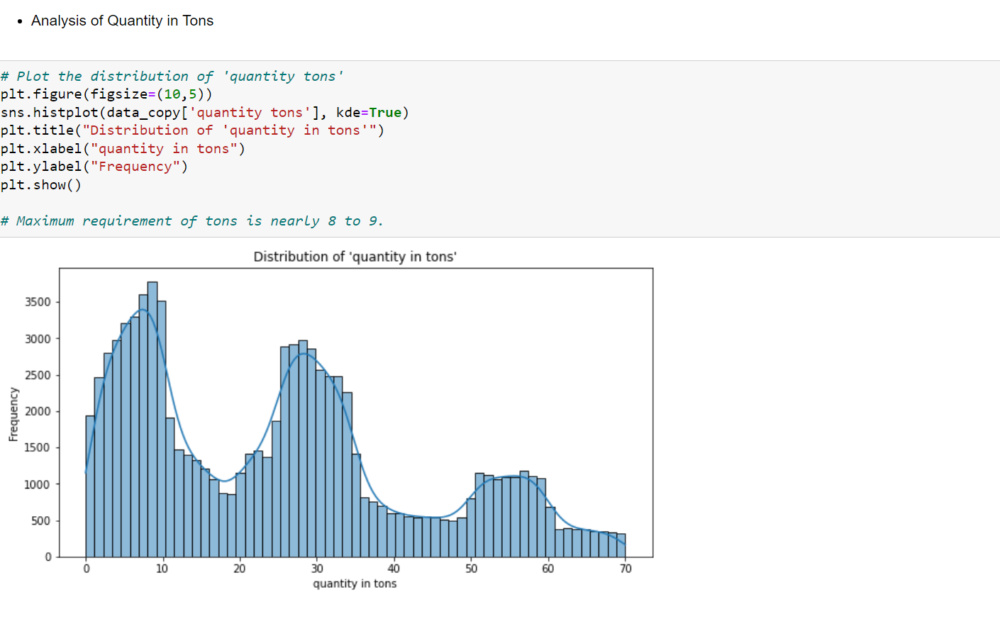 • Analysis of Quantity in Tons
# Plot the distribution of 'quantity tons'
plt.figure(figsize=(10,5))
sns.histplot(data_copy['quantity tons'], kde=True)
plt.title("Distribution of 'quantity in tons'")
plt.xlabel("quantity in tons")
plt.ylabel("Frequency")
plt.show()
# Maximum requirement of tons is nearly 8 to 9.
Distribution of 'quantity in tons'
3500
3000
2500
2000
1500
1000
500
0
Frequency
0 10 20 30 40 50 60 70
quantity in tons